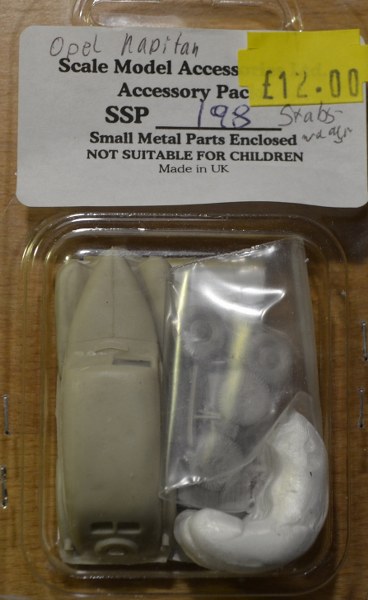 Opel Kapitan
Scale Model Access
£12.00
Accessory Pac
SSP 198 Stabs-
Small Metal Parts Enclosed
NOT SUITABLE FOR CHILDREN
Made in UK